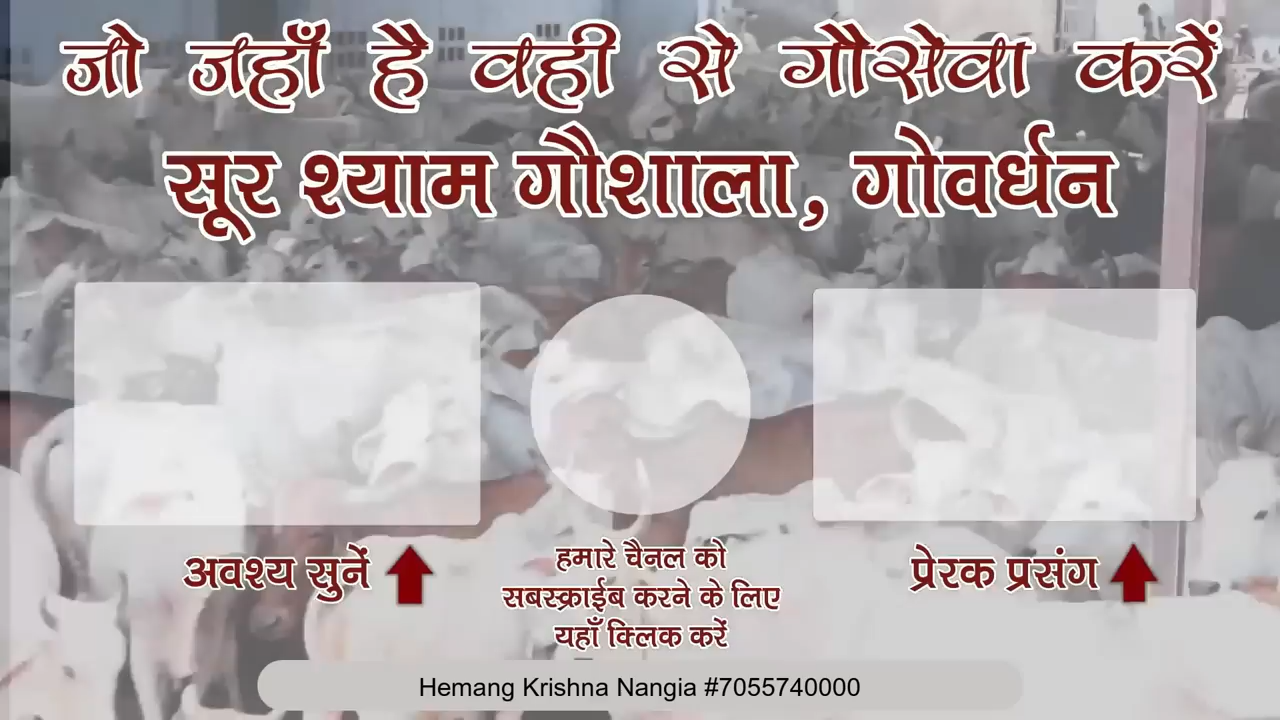 जो जहाँ है वही से गौसेवा करें
सूर श्याम गौशाला, गोवर्धन
अवश्य सुनें
हमारे चैनल को
सबस्क्राईब करने के लिए
यहाँ क्लिक करें
प्रेरक प्रसंग
Hemang Krishna Nangia #7055740000